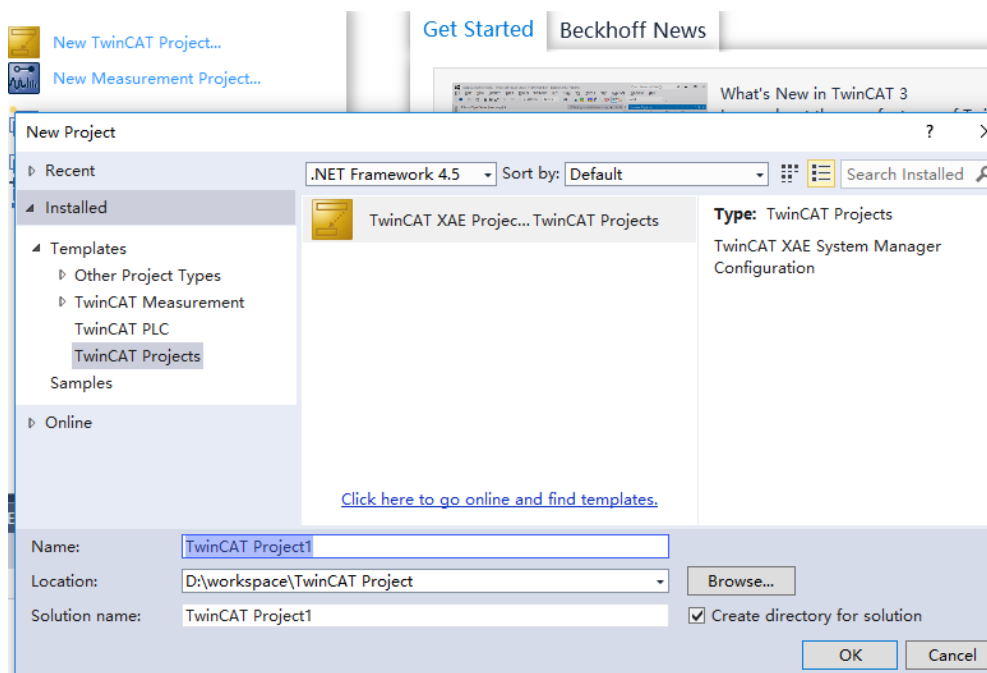 New TwinCAT Project...
New Measurement Project...
Get Started
Beckhoff News
What's New in TwinCAT 3
New Project
?
Recent
.NET Framework 4.5
Sort by:
Default
Search Installed
Installed
Templates
Other Project Types
TwinCAT Measurement
TwinCAT PLC
TwinCAT Projects
Samples
Online
TwinCAT XAE Projec... TwinCAT Projects
Type: TwinCAT Projects
TwinCAT XAE System Manager
Configuration
Click here to go online and find templates.
Name:
TwinCAT Project1
Location:
D:\workspace\TwinCAT Project
Browse...
Solution name:
TwinCAT Project1
Create directory for solution
OK
Cancel